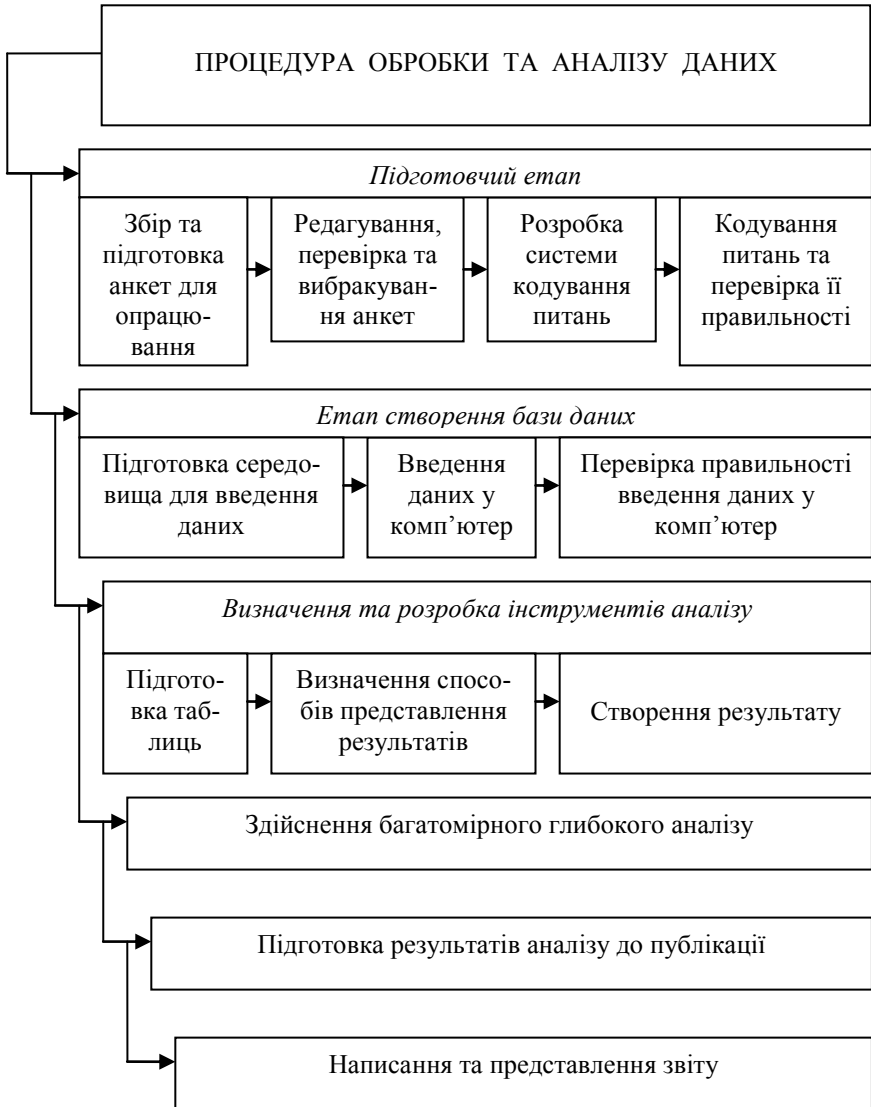 ПРОЦЕДУРА ОБРОБКИ ТА АНАЛІЗУ ДАНИХ
Підготовчий етап
Збір та
підготовка
анкет для
опрацю-
вання
Редагування,
перевірка та
вибракуван-
ня анкет
Розробка
системи
кодування
питань
Кодування
питань та
перевірка її
правильності
Етап створення бази даних
Підготовка середо-
вища для введення
даних
Введення
даних у
комп’ютер
Перевірка правильності
введення даних у
комп’ютер
Визначення та розробка інструментів аналізу
Підгото-
вка таб-
лиць
Визначення спосо-
бів представлення
результатів
Створення результату
Здійснення багатомірного глибокого аналізу
Підготовка результатів аналізу до публікації
Написання та представлення звіту